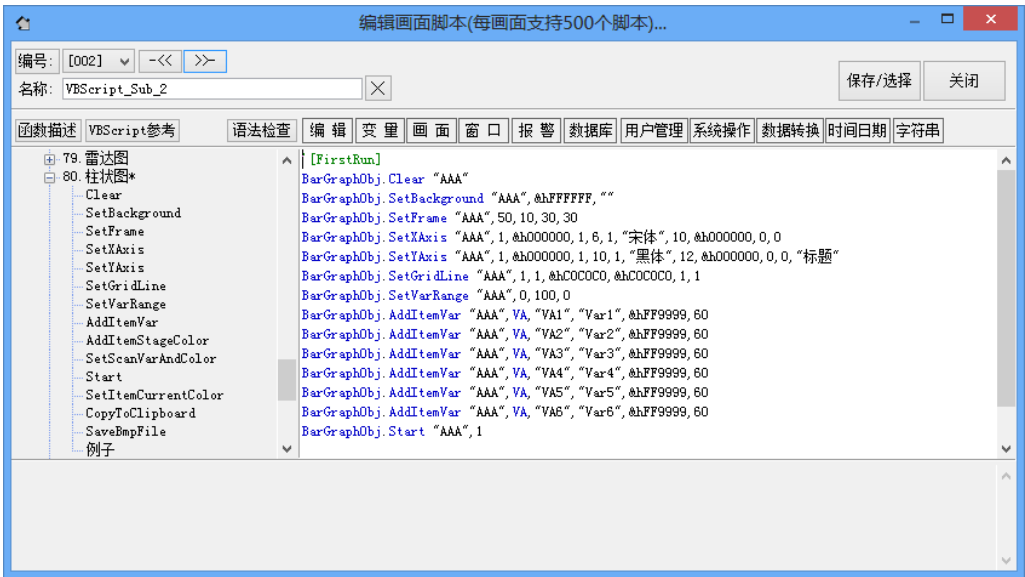 编辑画面脚本(每画面支持500个脚本)...
编号: [002] -<< >>-
名称: VBScript_Sub_2
保存/选择 关闭
函数描述 VBScript参考 语法检查 编 辑 变 量 画 面 窗 口 报 警 数据库 用户管理 系统操作 数据转换 时间日期 字符串
79.雷达图
80.柱状图*
Clear
SetBackground
SetFrame
SetXAxis
SetYAxis
SetGridLine
SetVarRange
AddItemVar
AddItemStageColor
SetScanVarAndColor
Start
SetItemCurrentColor
CopyToClipboard
SaveBmpFile
例子
'[FirstRun]
BarGraphObj.Clear "AAA"
BarGraphObj.SetBackground "AAA",&hFFFFFF,""
BarGraphObj.SetFrame "AAA",50,10,30,30
BarGraphObj.SetXAxis "AAA",1,&h000000,1,6,1,"宋体",10,&h000000,0,0
BarGraphObj.SetYAxis "AAA",1,&h000000,1,10,1,"黑体",12,&h000000,0,0,"标题"
BarGraphObj.SetGridLine "AAA",1,1,&hC0C0C0,&hC0C0C0,1,1
BarGraphObj.SetVarRange "AAA",0,100,0
BarGraphObj.AddItemVar "AAA",VA,"VA1","Var1",&hFF9999,60
BarGraphObj.AddItemVar "AAA",VA,"VA2","Var2",&hFF9999,60
BarGraphObj.AddItemVar "AAA",VA,"VA3","Var3",&hFF9999,60
BarGraphObj.AddItemVar "AAA",VA,"VA4","Var4",&hFF9999,60
BarGraphObj.AddItemVar "AAA",VA,"VA5","Var5",&hFF9999,60
BarGraphObj.AddItemVar "AAA",VA,"VA6","Var6",&hFF9999,60
BarGraphObj.Start "AAA",1